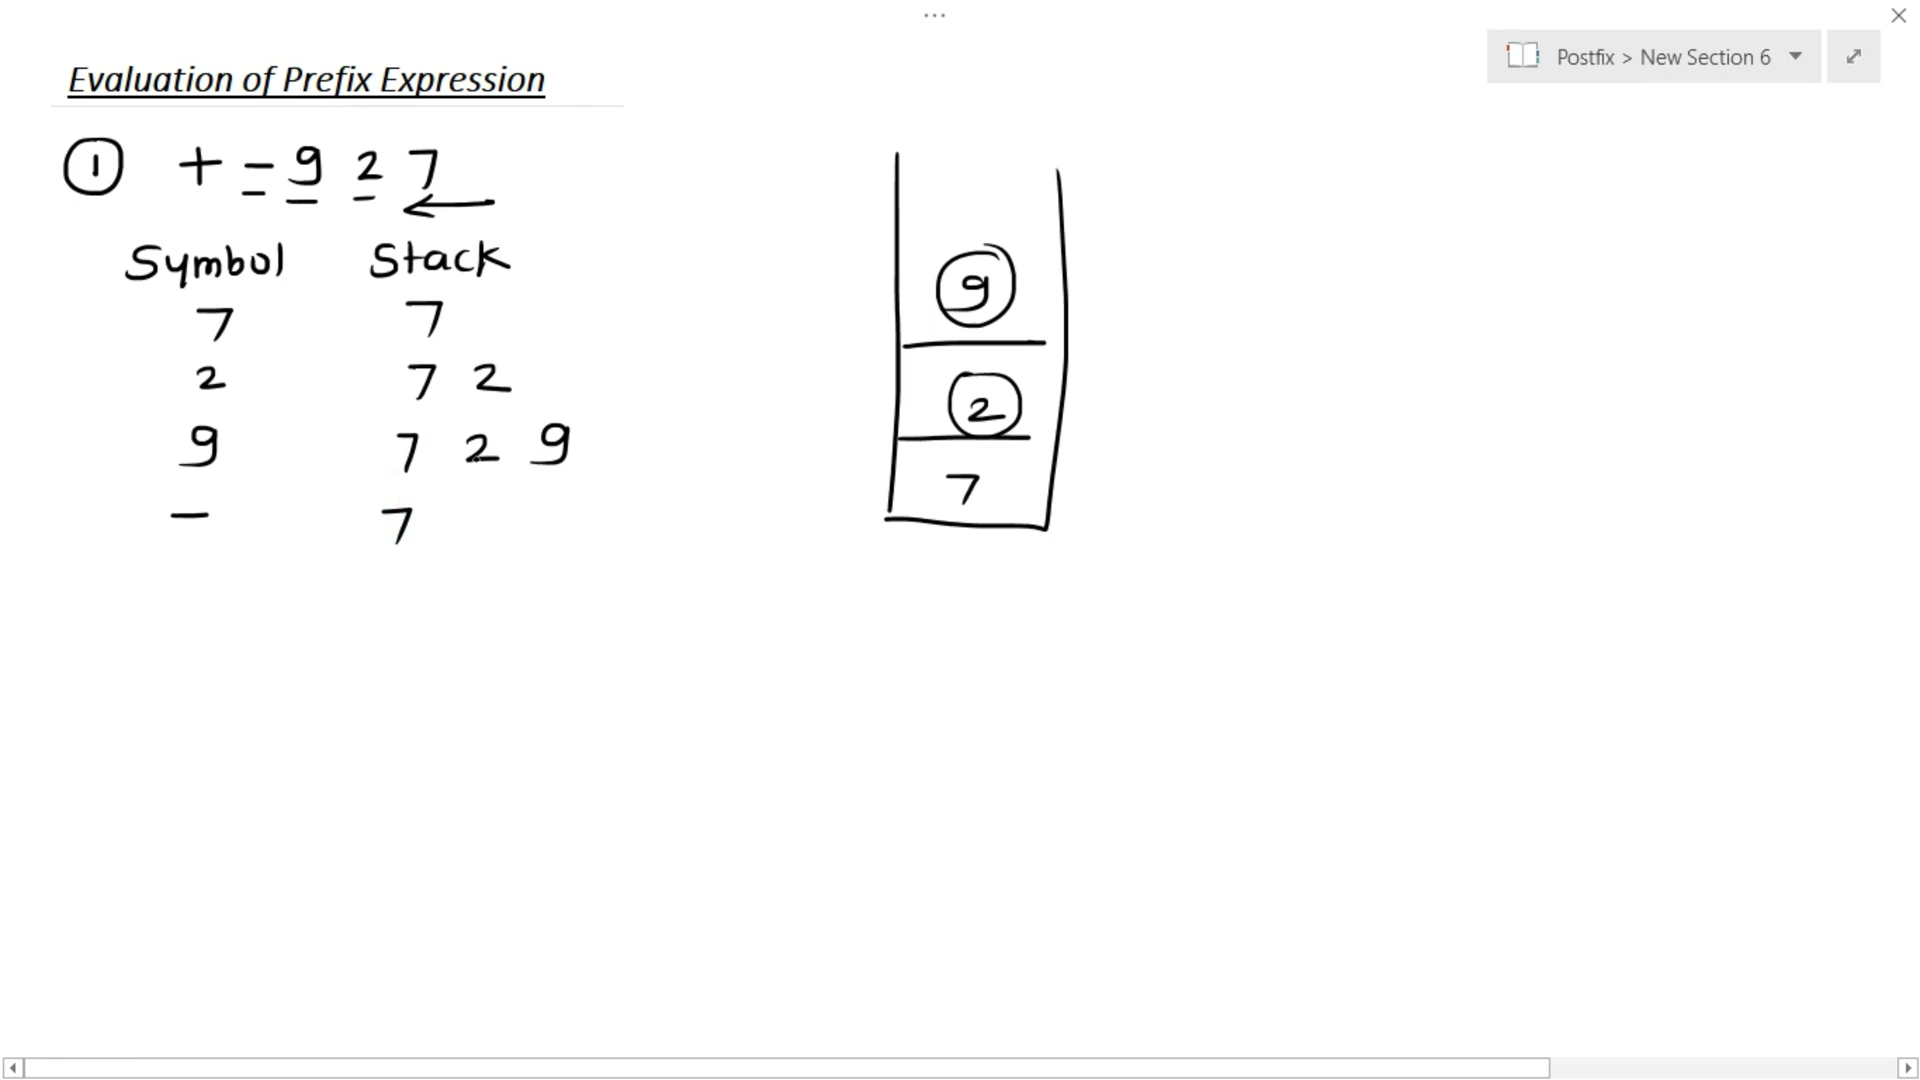 Postfix > New Section 6
Evaluation of Prefix Expression
① + - 9 2 7
Symbol Stack
7 7
2 7 2
9 7 2 9
- 7
9
2
7